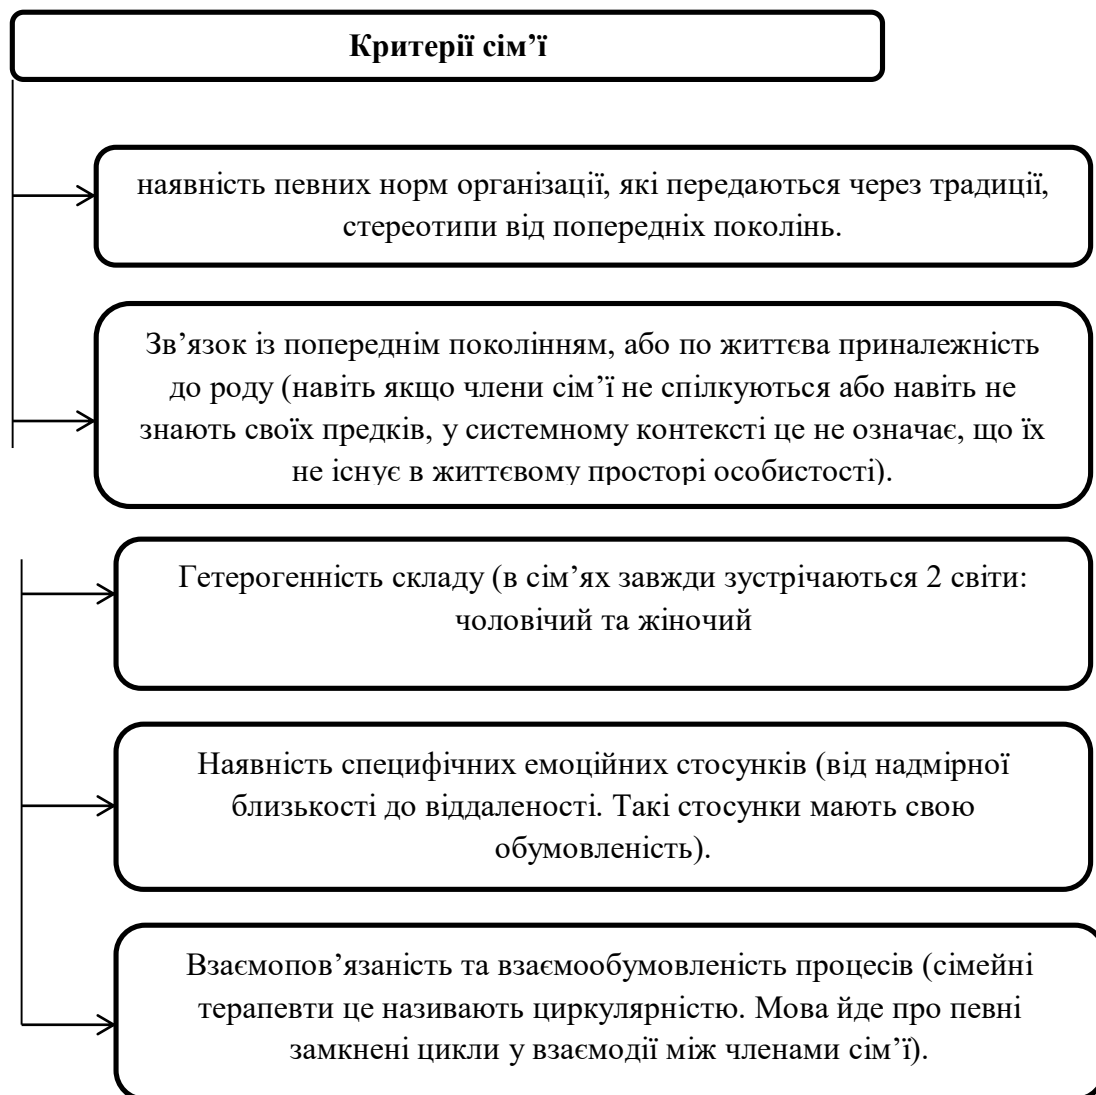 Критерії сім’ї
наявність певних норм організації, які передаються через традиції,
стереотипи від попередніх поколінь.
Зв’язок із попереднім поколінням, або по життєва приналежність
до роду (навіть якщо члени сім’ї не спілкуються або навіть не
знають своїх предків, у системному контексті це не означає, що їх
не існує в життєвому просторі особистості).
Гетерогенність складу (в сім’ях завжди зустрічаються 2 світи:
чоловічий та жіночий
Наявність специфічних емоційних стосунків (від надмірної
близькості до віддаленості. Такі стосунки мають свою
обумовленість).
Взаємопов’язаність та взаємообумовленість процесів (сімейні
терапевти це називають циркулярністю. Мова йде про певні
замкнені цикли у взаємодії між членами сім’ї).